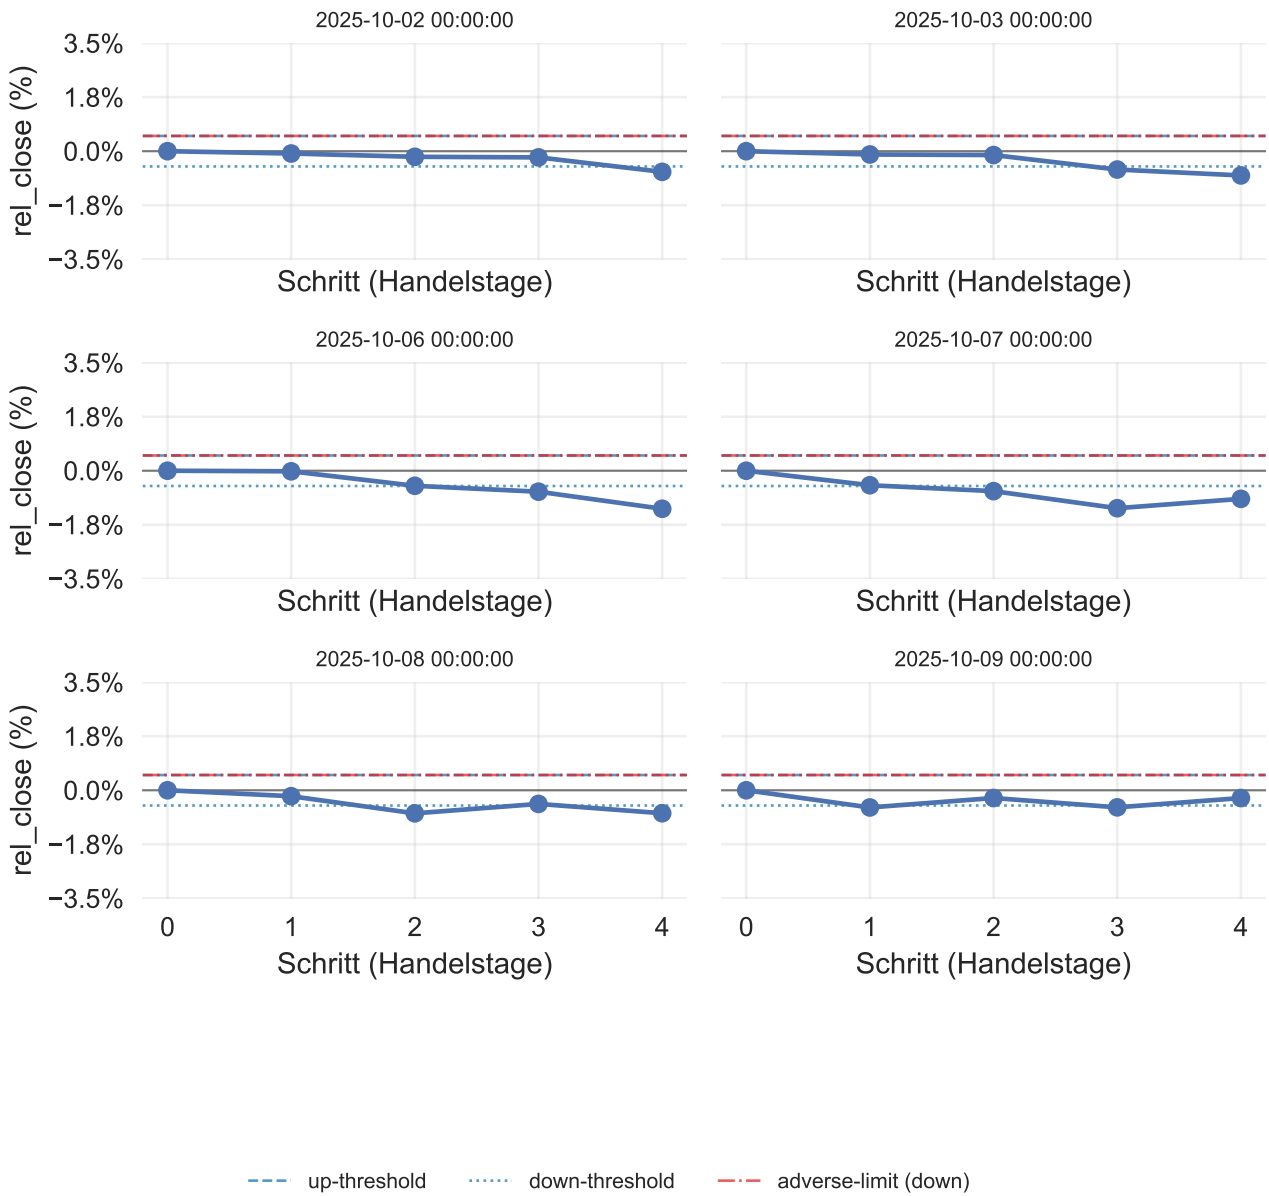 2025-10-02 00:00:00
2025-10-03 00:00:00
3.5%
1.8%
0.0%
−1.8%
−3.5%
rel_close (%)
Schritt (Handelstage)
Schritt (Handelstage)
2025-10-06 00:00:00
2025-10-07 00:00:00
3.5%
1.8%
0.0%
−1.8%
−3.5%
rel_close (%)
Schritt (Handelstage)
Schritt (Handelstage)
2025-10-08 00:00:00
2025-10-09 00:00:00
3.5%
1.8%
0.0%
−1.8%
−3.5%
rel_close (%)
0 1 2 3 4
0 1 2 3 4
Schritt (Handelstage)
Schritt (Handelstage)
up-threshold down-threshold adverse-limit (down)